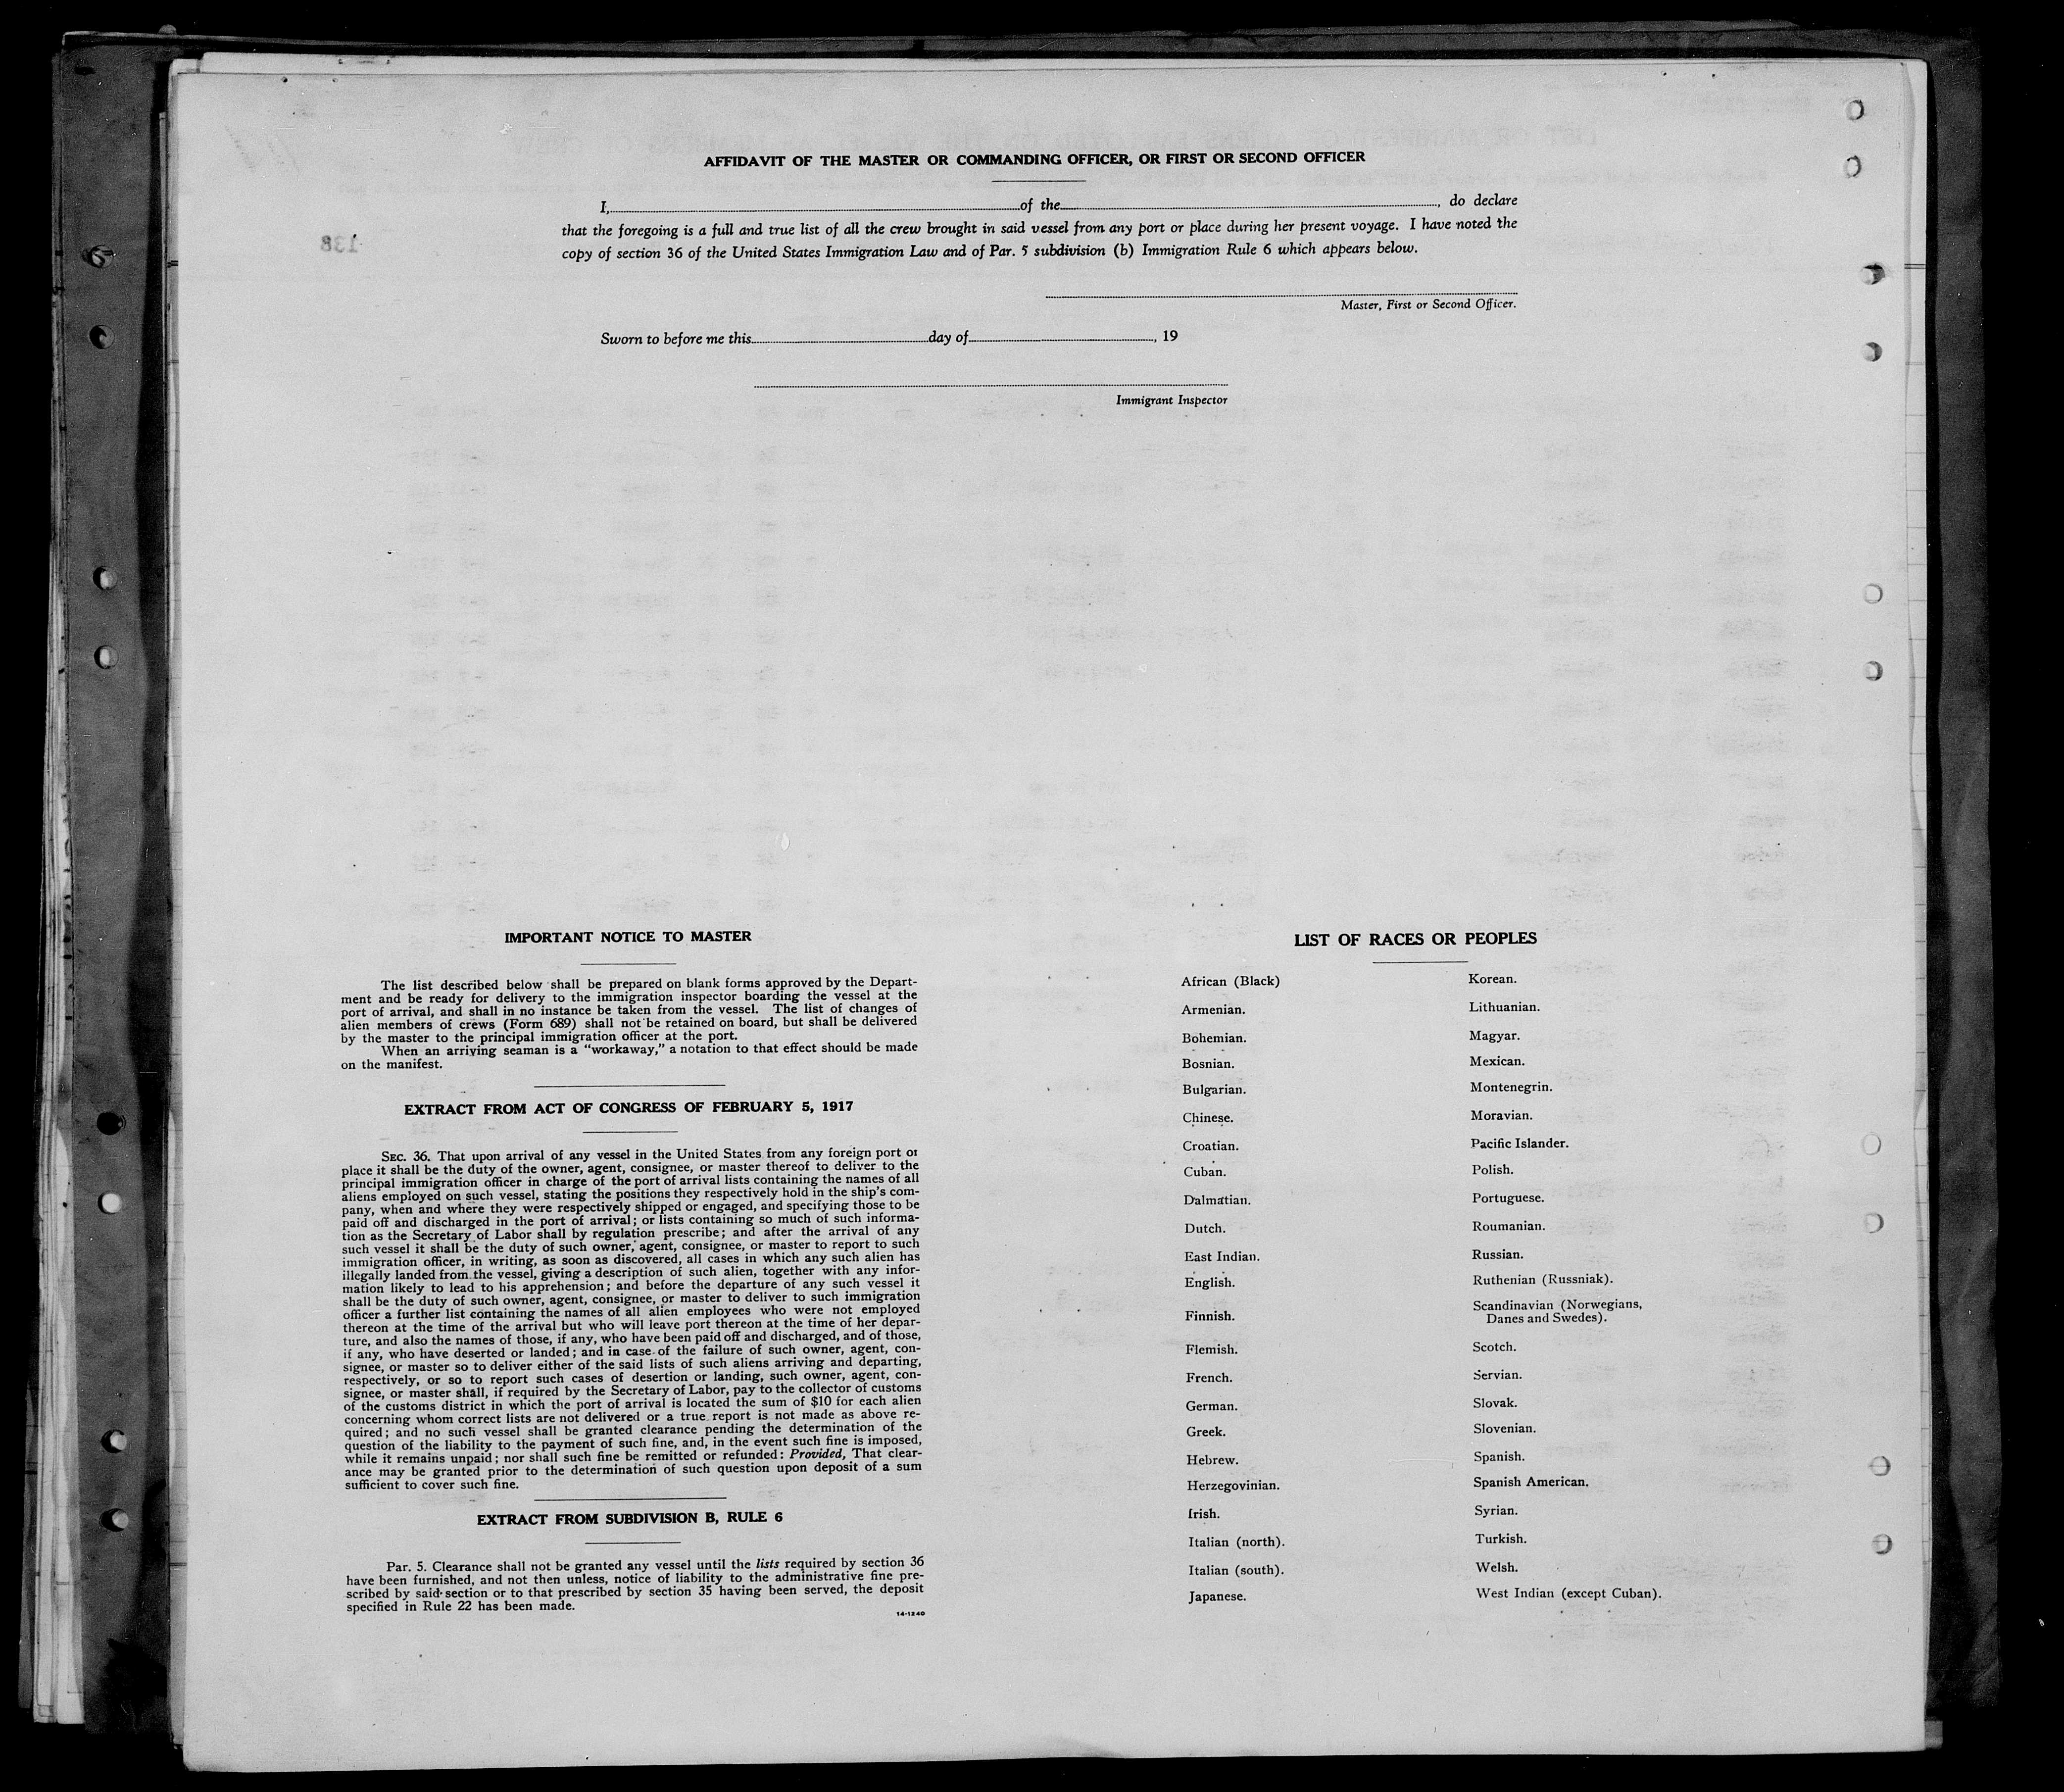 AFFIDAVIT OF THE MASTER OR COMMANDING OFFICER, OR FIRST OR SECOND OFFICER
I, of the , do declare
that the foregoing is a full and true list of all the crew brought in said vessel from any port or place during her present voyage. I have noted the
copy of section 36 of the United States Immigration Law and of Par. 5 subdivision (b) Immigration Rule 6 which appears below.
138
Master, First or Second Officer.
Sworn to before me this day of , 19
Immigrant Inspector
IMPORTANT NOTICE TO MASTER
The list described below shall be prepared on blank forms approved by the Depart-
ment and be ready for delivery to the immigration inspector boarding the vessel at the
port of arrival, and shall in no instance be taken from the vessel. The list of changes of
alien members of crews (Form 689) shall not be retained on board, but shall be delivered
by the master to the principal immigration officer at the port.
When an arriving seaman is a “workaway,” a notation to that effect should be made
on the manifest.
EXTRACT FROM ACT OF CONGRESS OF FEBRUARY 5, 1917
SEC. 36. That upon arrival of any vessel in the United States from any foreign port or
place it shall be the duty of the owner, agent, consignee, or master thereof to deliver to the
principal immigration officer in charge of the port of arrival lists containing the names of all
aliens employed on such vessel, stating the positions they respectively hold in the ship’s com-
pany, when and where they were respectively shipped or engaged, and specifying those to be
paid off and discharged in the port of arrival; or lists containing so much of such informa-
tion as the Secretary of Labor shall by regulation prescribe; and after the arrival of any
such vessel it shall be the duty of such owner, agent, consignee, or master to report to such
immigration officer, in writing, as soon as discovered, all cases in which any such alien has
illegally landed from the vessel, giving a description of such alien, together with any infor-
mation likely to lead to his apprehension; and before the departure of any such vessel it
shall be the duty of such owner, agent, consignee, or master to deliver to such immigration
officer a further list containing the names of all alien employees who were not employed
thereon at the time of the arrival but who will leave port thereon at the time of her depar-
ture, and also the names of those, if any, who have been paid off and discharged, and of those,
if any, who have deserted or landed; and in case of the failure of such owner, agent, con-
signee, or master so to deliver either of the said lists of such aliens arriving and departing,
respectively, or so to report such cases of desertion or landing, such owner, agent, con-
signee, or master shall, if required by the Secretary of Labor, pay to the collector of customs
of the customs district in which the port of arrival is located the sum of $10 for each alien
concerning whom correct lists are not delivered or a true report is not made as above re-
quired; and no such vessel shall be granted clearance pending the determination of the
question of the liability to the payment of such fine, and, in the event such fine is imposed,
while it remains unpaid; nor shall such fine be remitted or refunded: Provided, That clear-
ance may be granted prior to the determination of such question upon deposit of a sum
sufficient to cover such fine.
EXTRACT FROM SUBDIVISION B, RULE 6
Par. 5. Clearance shall not be granted any vessel until the lists required by section 36
have been furnished, and not then unless, notice of liability to the administrative fine pre-
scribed by said section or to that prescribed by section 35 having been served, the deposit
specified in Rule 22 has been made.
14-1240
LIST OF RACES OR PEOPLES
African (Black)
Armenian.
Bohemian.
Bosnian.
Bulgarian.
Chinese.
Croatian.
Cuban.
Dalmatian.
Dutch.
East Indian.
English.
Finnish.
Flemish.
French.
German.
Greek.
Hebrew.
Herzegovinian.
Irish.
Italian (north).
Italian (south).
Japanese.
Korean.
Lithuanian.
Magyar.
Mexican.
Montenegrin.
Moravian.
Pacific Islander.
Polish.
Portuguese.
Roumanian.
Russian.
Ruthenian (Russniak).
Scandinavian (Norwegians,
Danes and Swedes).
Scotch.
Servian.
Slovak.
Slovenian.
Spanish.
Spanish American.
Syrian.
Turkish.
Welsh.
West Indian (except Cuban).